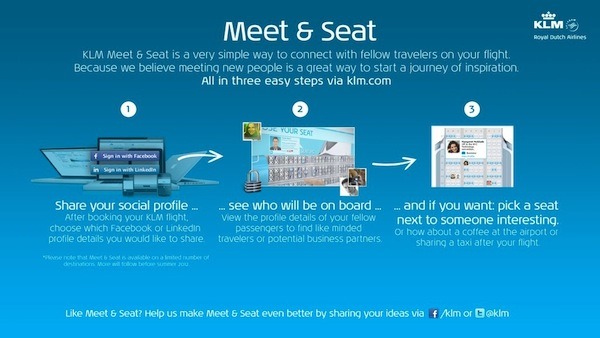 Meet & Seat
KLM
Royal Dutch Airlines
KLM Meet & Seat is a very simple way to connect with fellow travelers on your flight.
Because we believe meeting new people is a great way to start a journey of inspiration.
All in three easy steps via klm.com
1
2
3
Sign in with Facebook
Sign in with LinkedIn
SE YOUR SEAT
Share your social profile ...
After booking your KLM flight,
choose which Facebook or LinkedIn
profile details you would like to share.
*Please note that Meet & Seat is available on a limited number of
destinations. More will follow before summer 2012.
... see who will be on board ...
View the profile details of your fellow
passengers to find like minded
travelers or potential business partners.
... and if you want: pick a seat
next to someone interesting.
Or how about a coffee at the airport or
sharing a taxi after your flight.
Like Meet & Seat? Help us make Meet & Seat even better by sharing your ideas via f /klm or t @klm